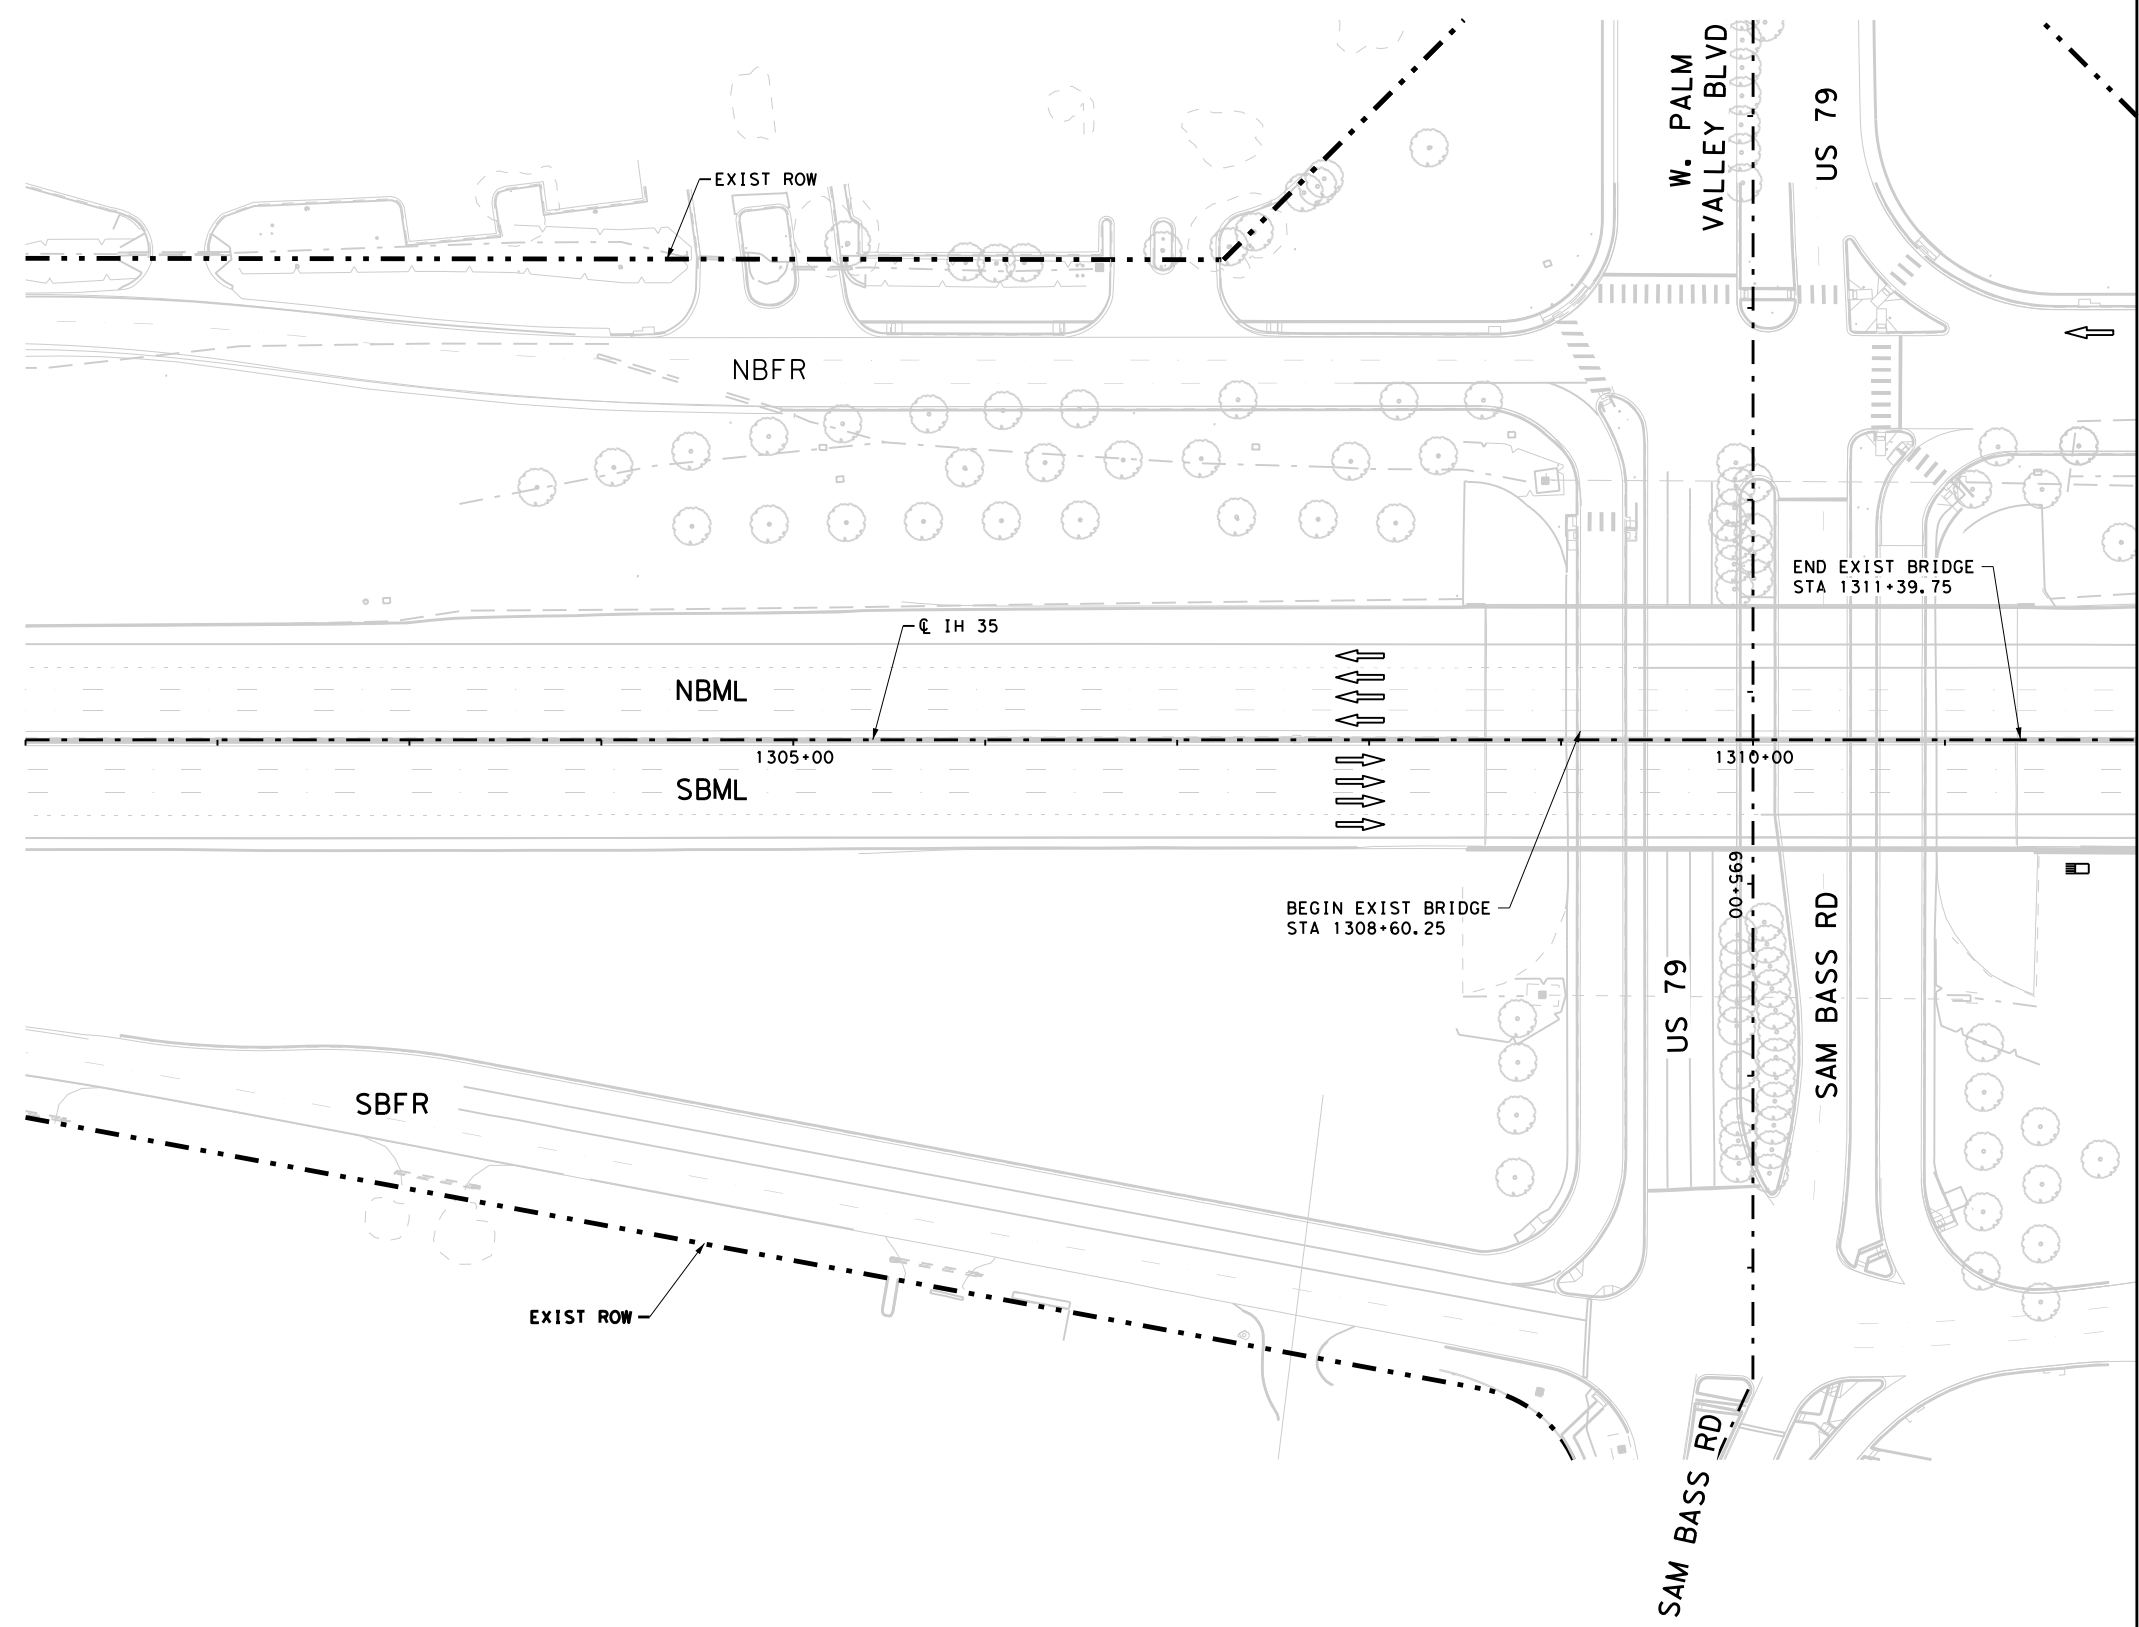 W. PALM
VALLEY BLVD
US 79
EXIST ROW
NBFR
END EXIST BRIDGE
STA 1311+39.75
℄ IH 35
NBML
1305+00
1310+00
SBML
695+00
BEGIN EXIST BRIDGE
STA 1308+60.25
US 79
SAM BASS RD
SBFR
EXIST ROW
SAM BASS RD